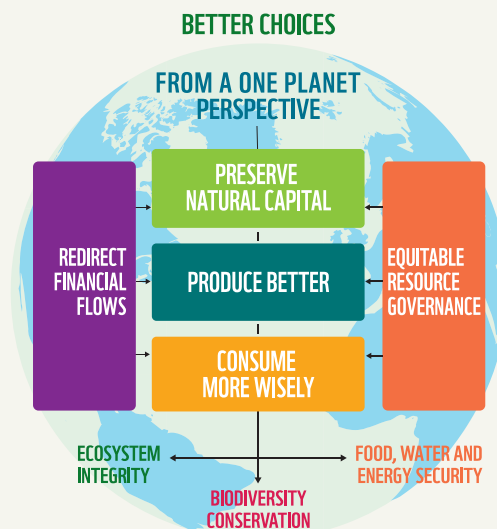 BETTER CHOICES
FROM A ONE PLANET
PERSPECTIVE
PRESERVE
NATURAL CAPITAL
REDIRECT
FINANCIAL
FLOWS
PRODUCE BETTER
EQUITABLE
RESOURCE
GOVERNANCE
CONSUME
MORE WISELY
ECOSYSTEM
INTEGRITY
BIODIVERSITY
CONSERVATION
FOOD, WATER AND
ENERGY SECURITY